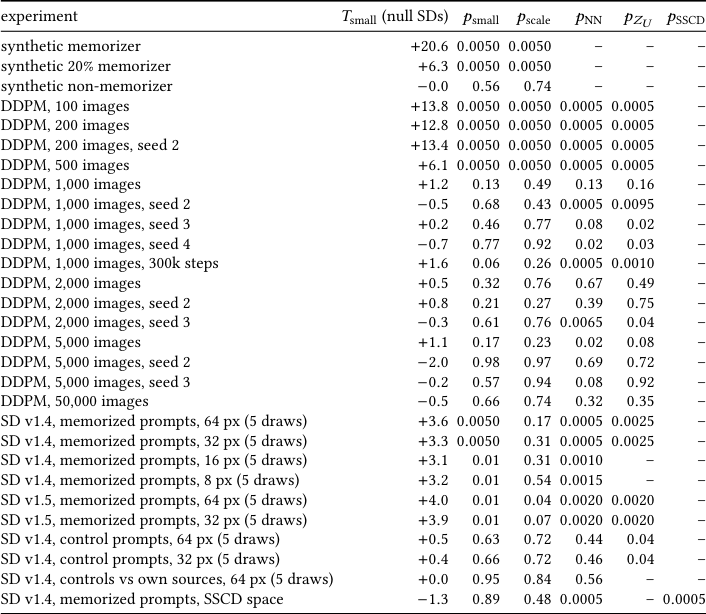 experiment T_small (null SDs) p_small p_scale p_NN p_Z_U p_SSCD
synthetic memorizer +20.6 0.0050 0.0050 – – –
synthetic 20% memorizer +6.3 0.0050 0.0050 – – –
synthetic non-memorizer −0.0 0.56 0.74 – – –
DDPM, 100 images +13.8 0.0050 0.0050 0.0005 0.0005 –
DDPM, 200 images +12.8 0.0050 0.0050 0.0005 0.0005 –
DDPM, 200 images, seed 2 +13.4 0.0050 0.0050 0.0005 0.0005 –
DDPM, 500 images +6.1 0.0050 0.0050 0.0005 0.0005 –
DDPM, 1,000 images +1.2 0.13 0.49 0.13 0.16 –
DDPM, 1,000 images, seed 2 −0.5 0.68 0.43 0.0005 0.0095 –
DDPM, 1,000 images, seed 3 +0.2 0.46 0.77 0.08 0.02 –
DDPM, 1,000 images, seed 4 −0.7 0.77 0.92 0.02 0.03 –
DDPM, 1,000 images, 300k steps +1.6 0.06 0.26 0.0005 0.0010 –
DDPM, 2,000 images +0.5 0.32 0.76 0.67 0.49 –
DDPM, 2,000 images, seed 2 +0.8 0.21 0.27 0.39 0.75 –
DDPM, 2,000 images, seed 3 −0.3 0.61 0.76 0.0065 0.04 –
DDPM, 5,000 images +1.1 0.17 0.23 0.02 0.08 –
DDPM, 5,000 images, seed 2 −2.0 0.98 0.97 0.69 0.72 –
DDPM, 5,000 images, seed 3 −0.2 0.57 0.94 0.08 0.92 –
DDPM, 50,000 images −0.5 0.66 0.74 0.32 0.35 –
SD v1.4, memorized prompts, 64 px (5 draws) +3.6 0.0050 0.17 0.0005 0.0025 –
SD v1.4, memorized prompts, 32 px (5 draws) +3.3 0.0050 0.31 0.0005 0.0025 –
SD v1.4, memorized prompts, 16 px (5 draws) +3.1 0.01 0.31 0.0010 – –
SD v1.4, memorized prompts, 8 px (5 draws) +3.2 0.01 0.54 0.0015 – –
SD v1.5, memorized prompts, 64 px (5 draws) +4.0 0.01 0.04 0.0020 0.0020 –
SD v1.5, memorized prompts, 32 px (5 draws) +3.9 0.01 0.07 0.0020 0.0020 –
SD v1.4, control prompts, 64 px (5 draws) +0.5 0.63 0.72 0.44 0.04 –
SD v1.4, control prompts, 32 px (5 draws) +0.4 0.66 0.72 0.46 0.04 –
SD v1.4, controls vs own sources, 64 px (5 draws) +0.0 0.95 0.84 0.56 – –
SD v1.4, memorized prompts, SSCD space −1.3 0.89 0.48 0.0005 – 0.0005